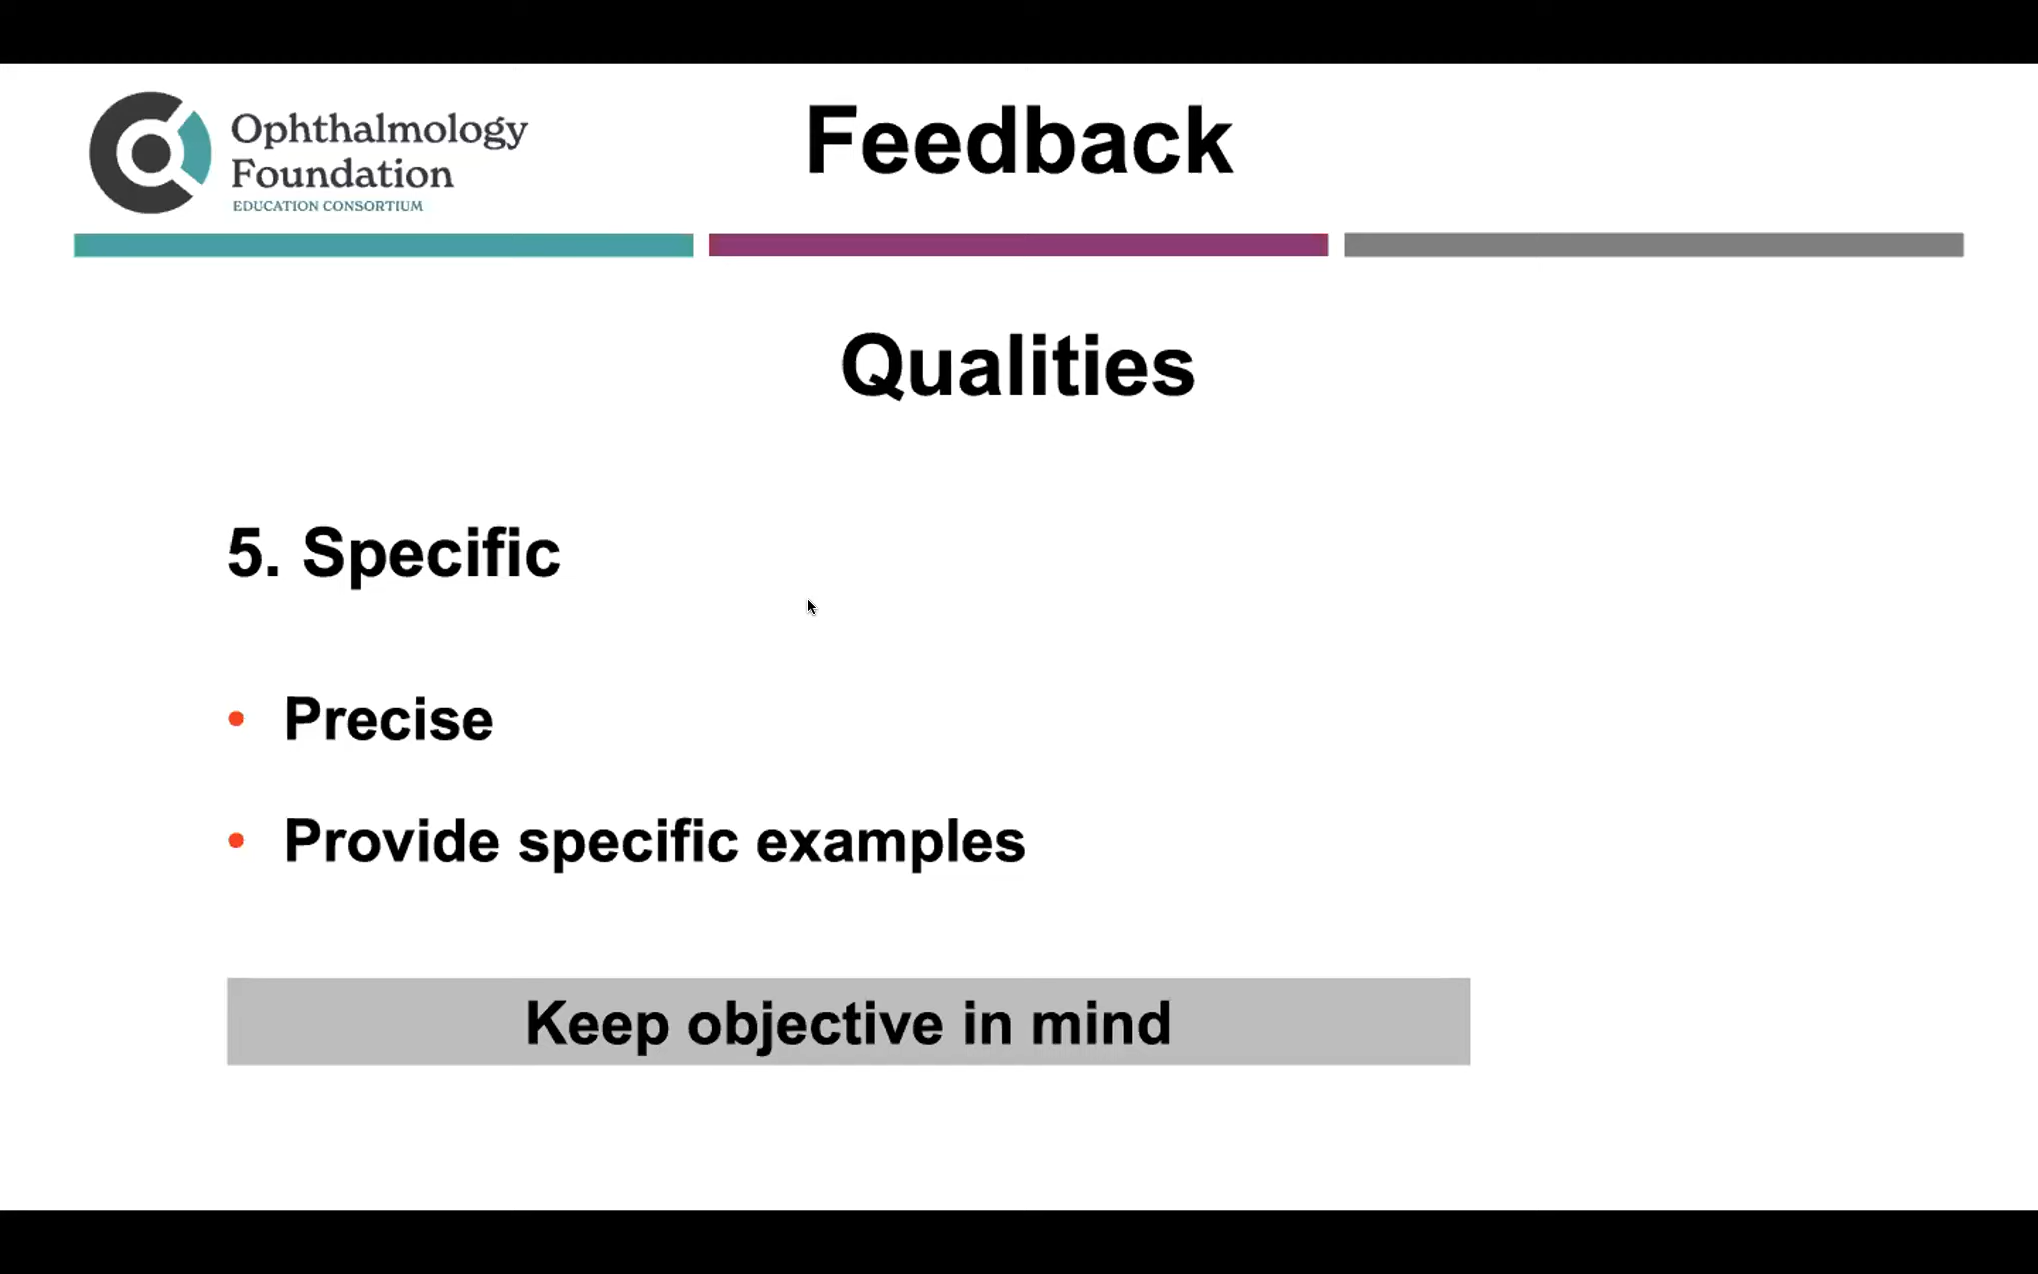 Ophthalmology
Foundation
EDUCATION CONSORTIUM
Feedback
Qualities
5. Specific
• Precise
• Provide specific examples
Keep objective in mind